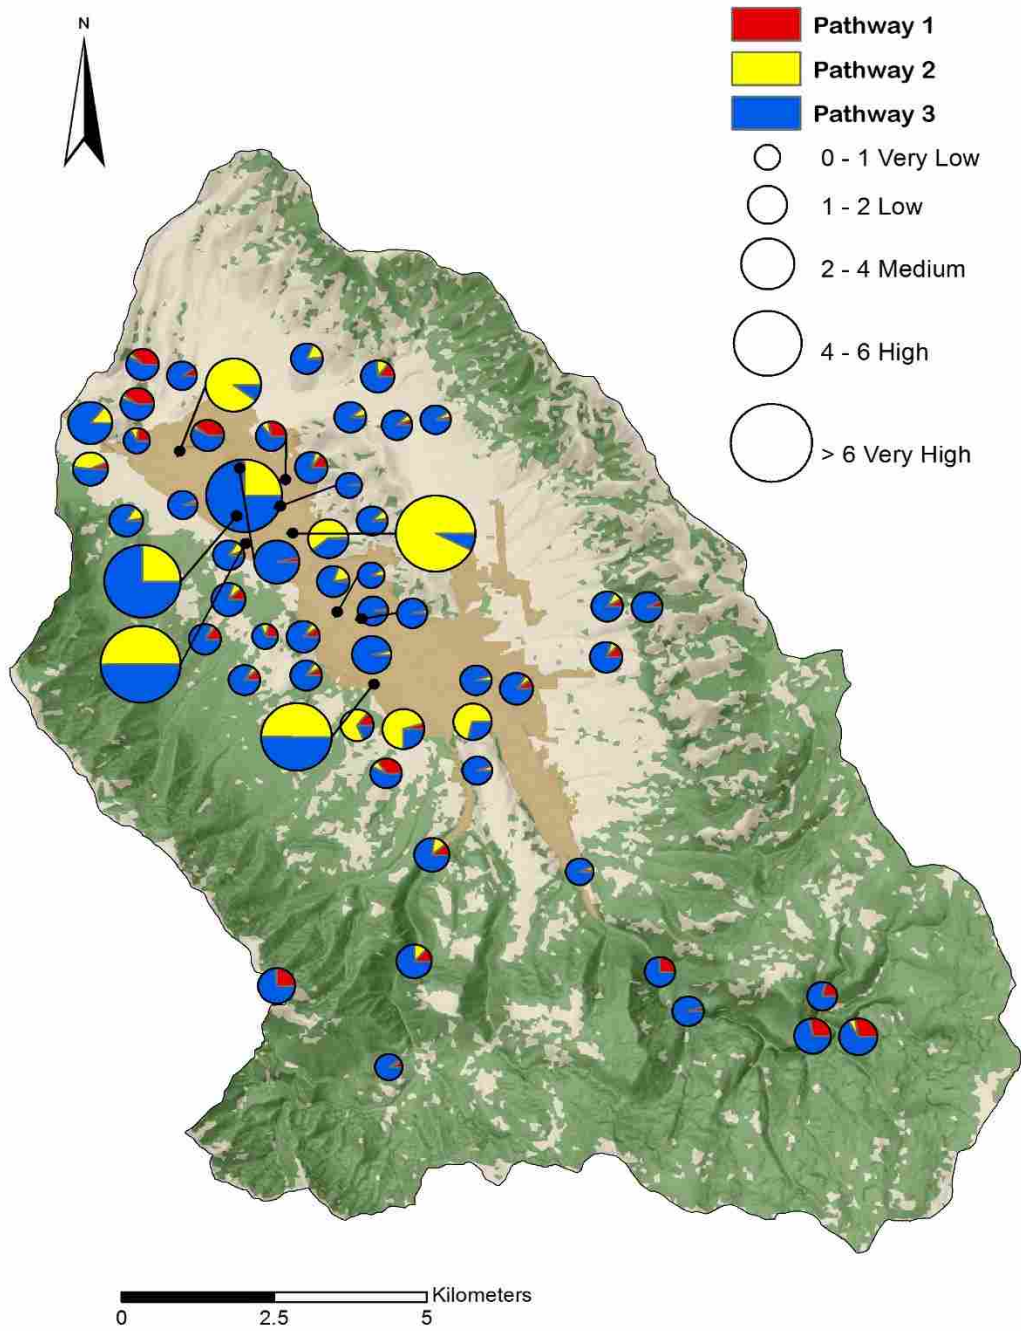 N
Pathway 1
Pathway 2
Pathway 3
0 - 1 Very Low
1 - 2 Low
2 - 4 Medium
4 - 6 High
> 6 Very High
Kilometers
0 2.5 5